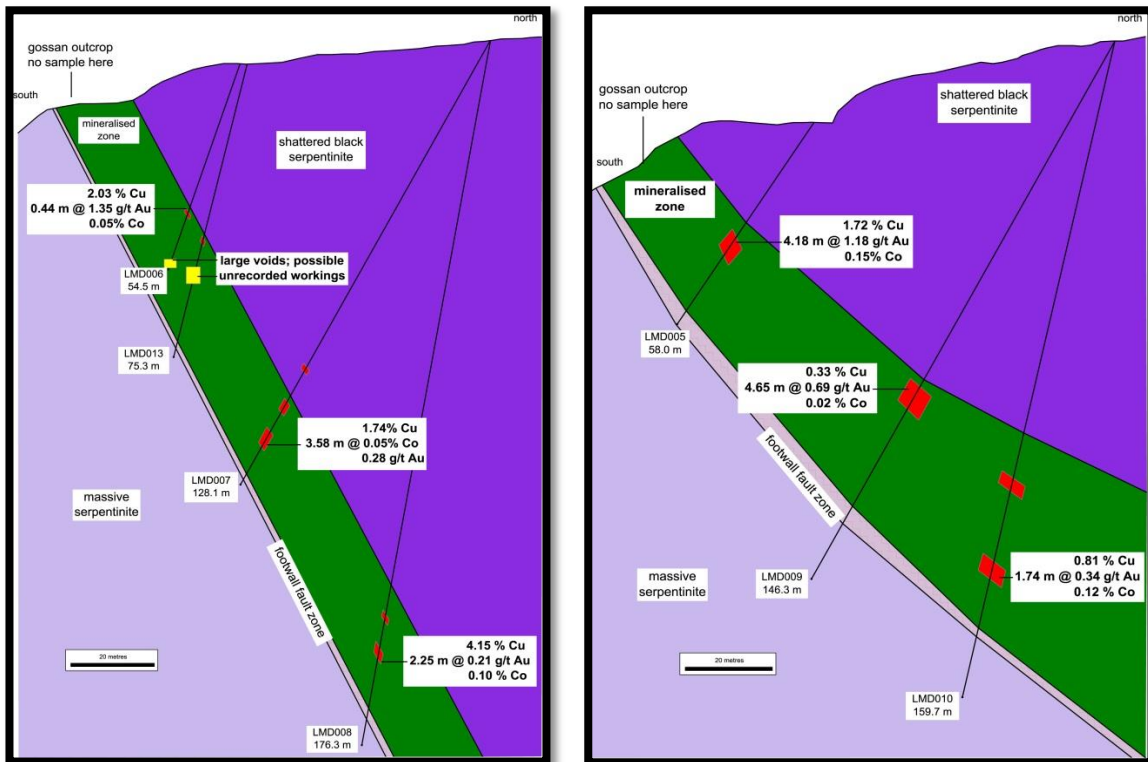 north
gossan outcrop
no sample here
south
mineralised
zone
shattered black
serpentinite
2.03 % Cu
0.44 m @ 1.35 g/t Au
0.05% Co
large voids; possible
unrecorded workings
LMD006
54.5 m
LMD013
75.3 m
1.74% Cu
3.58 m @ 0.05% Co
0.28 g/t Au
LMD007
128.1 m
massive
serpentinite
footwall fault zone
4.15 % Cu
2.25 m @ 0.21 g/t Au
0.10 % Co
20 metres
LMD008
176.3 m
north
gossan outcrop
no sample here
shattered black
serpentinite
south
mineralised
zone
1.72 % Cu
4.18 m @ 1.18 g/t Au
0.15% Co
LMD005
58.0 m
0.33 % Cu
4.65 m @ 0.69 g/t Au
0.02 % Co
footwall fault zone
0.81 % Cu
1.74 m @ 0.34 g/t Au
0.12 % Co
LMD009
146.3 m
massive
serpentinite
20 metres
LMD010
159.7 m